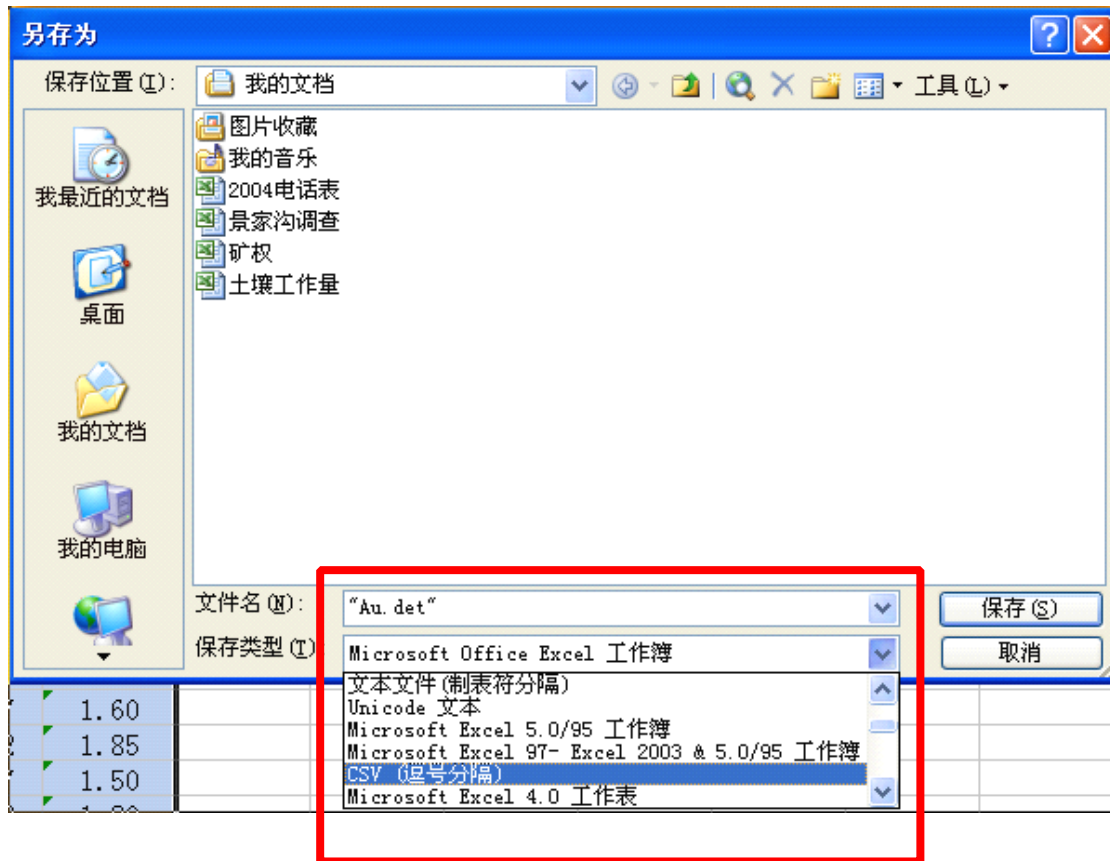 另存为
保存位置(I):
我的文档
工具(L)
图片收藏
我的音乐
2004电话表
景家沟调查
矿权
土壤工作量
我最近的文档
桌面
我的文档
我的电脑
文件名(N):
"Au.det"
保存(S)
保存类型(T)
Microsoft Office Excel 工作簿
取消
文本文件(制表符分隔)
Unicode 文本
Microsoft Excel 5.0/95 工作簿
Microsoft Excel 97- Excel 2003 & 5.0/95 工作簿
CSV (逗号分隔)
Microsoft Excel 4.0 工作表
1.60
1.85
1.50